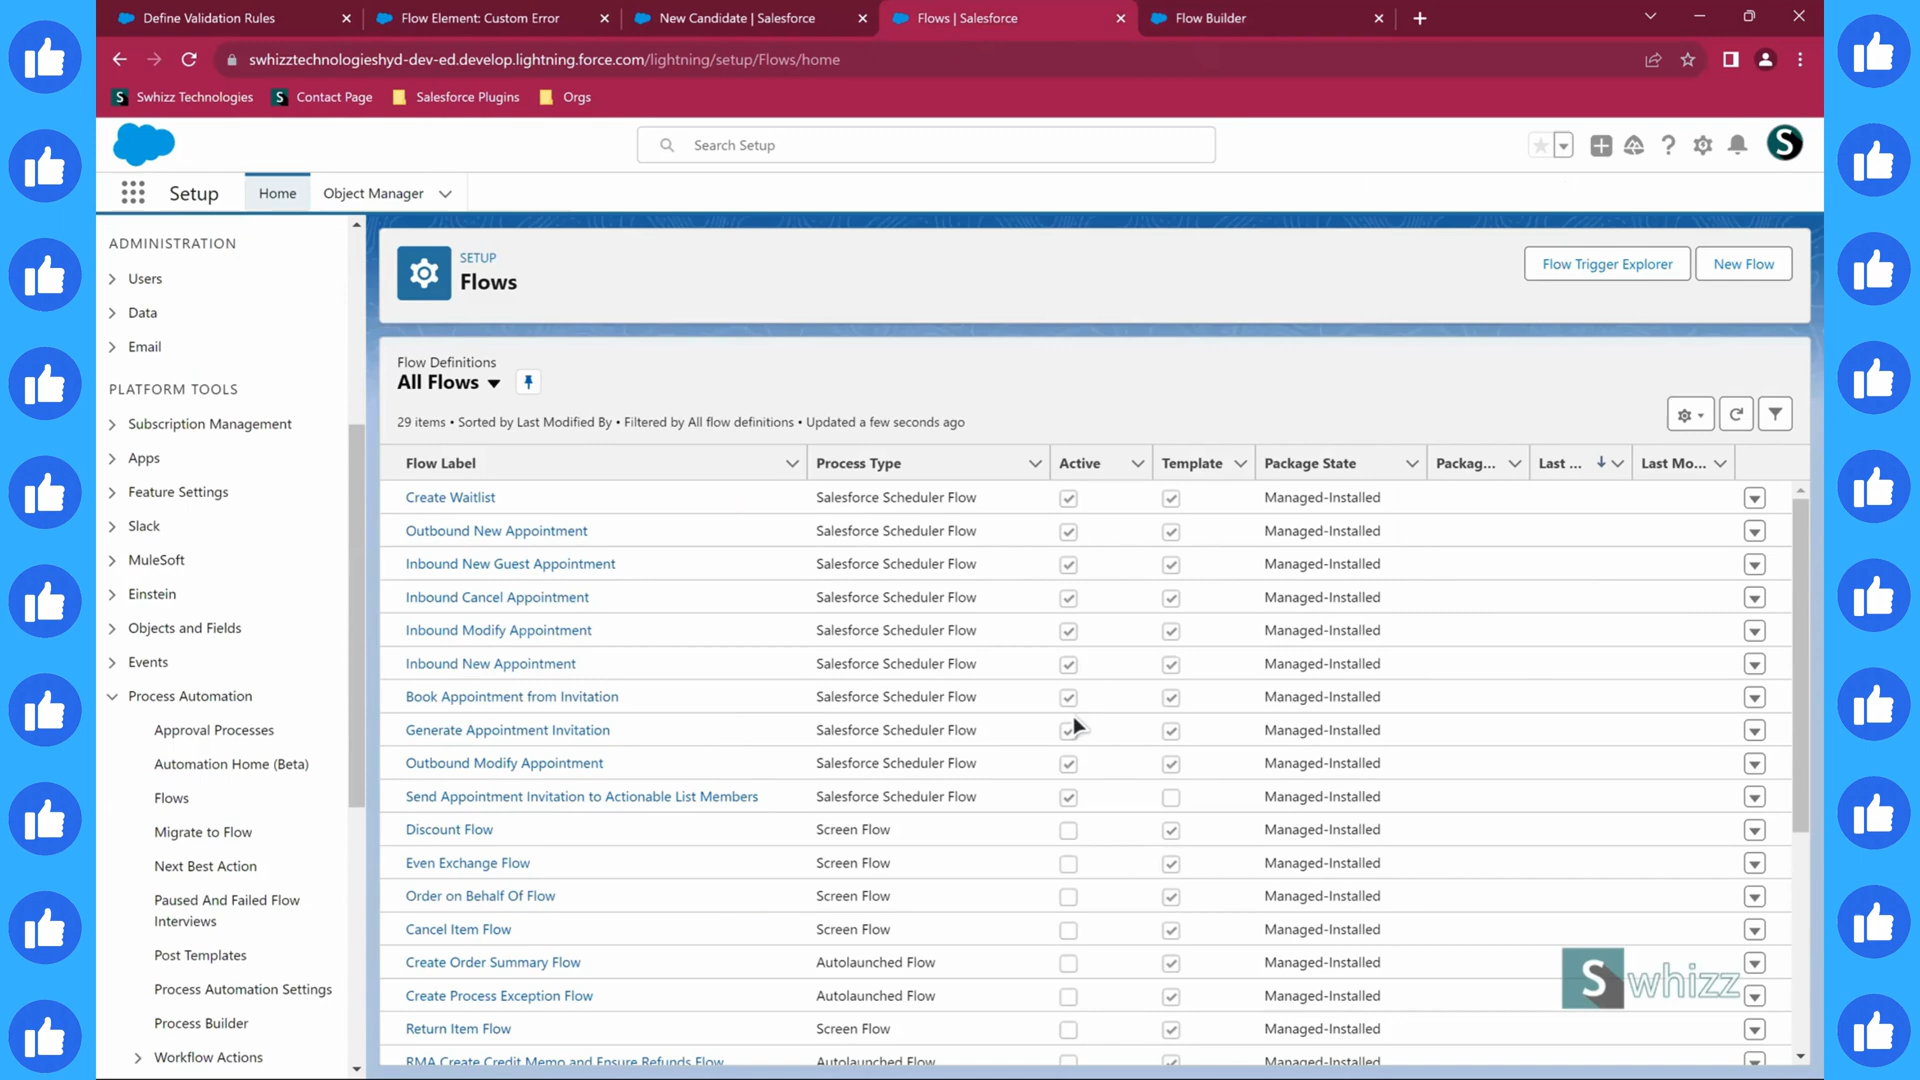 Define Validation Rules
Flow Element: Custom Error
New Candidate | Salesforce
Flows | Salesforce
Flow Builder
swhizztechnologieshyd-dev-ed.develop.lightning.force.com/lightning/setup/Flows/home
S Swhizz Technologies
S Contact Page
Salesforce Plugins
Orgs
Search Setup
S
Setup
Home
Object Manager
ADMINISTRATION
Users
Data
Email
PLATFORM TOOLS
Subscription Management
Apps
Feature Settings
Slack
MuleSoft
Einstein
Objects and Fields
Events
Process Automation
Approval Processes
Automation Home (Beta)
Flows
Migrate to Flow
Next Best Action
Paused And Failed Flow
Interviews
Post Templates
Process Automation Settings
Process Builder
Workflow Actions
SETUP
Flows
Flow Trigger Explorer
New Flow
Flow Definitions
All Flows
29 items • Sorted by Last Modified By • Filtered by All flow definitions • Updated a few seconds ago
Flow Label Process Type Active Template Package State Packag... Last ... Last Mo...
Create Waitlist Salesforce Scheduler Flow Managed-Installed
Outbound New Appointment Salesforce Scheduler Flow Managed-Installed
Inbound New Guest Appointment Salesforce Scheduler Flow Managed-Installed
Inbound Cancel Appointment Salesforce Scheduler Flow Managed-Installed
Inbound Modify Appointment Salesforce Scheduler Flow Managed-Installed
Inbound New Appointment Salesforce Scheduler Flow Managed-Installed
Book Appointment from Invitation Salesforce Scheduler Flow Managed-Installed
Generate Appointment Invitation Salesforce Scheduler Flow Managed-Installed
Outbound Modify Appointment Salesforce Scheduler Flow Managed-Installed
Send Appointment Invitation to Actionable List Members Salesforce Scheduler Flow Managed-Installed
Discount Flow Screen Flow Managed-Installed
Even Exchange Flow Screen Flow Managed-Installed
Order on Behalf Of Flow Screen Flow Managed-Installed
Cancel Item Flow Screen Flow Managed-Installed
Create Order Summary Flow Autolaunched Flow Managed-Installed
Create Process Exception Flow Autolaunched Flow Managed-Installed
Return Item Flow Screen Flow Managed-Installed
RMA Create Credit Memo and Ensure Refunds Flow Autolaunched Flow Managed-Installed
Swhizz